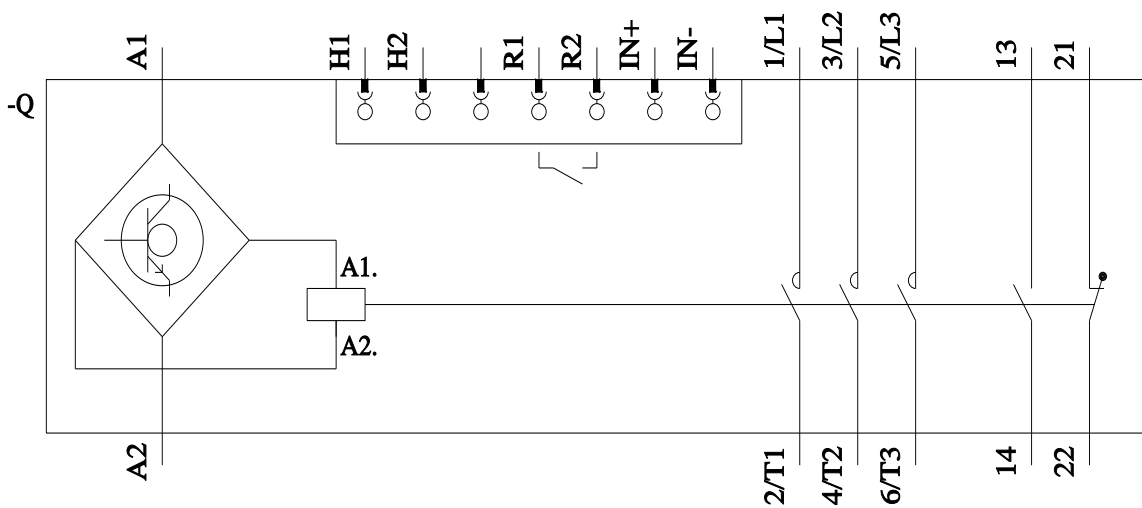 A1
H1
H2
R1
R2
IN+
IN-
1/L1
3/L2
5/L3
13
21
-Q
A1.
A2.
A2
2/T1
4/T2
6/T3
14
22